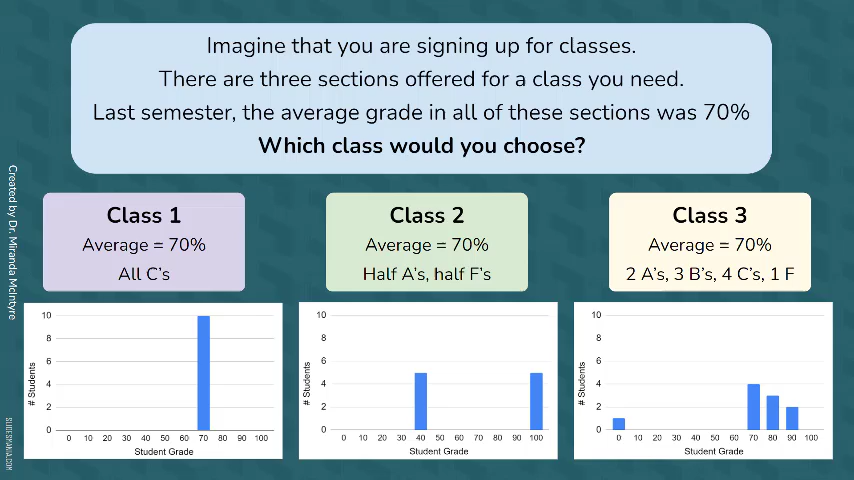 Imagine that you are signing up for classes.
There are three sections offered for a class you need.
Last semester, the average grade in all of these sections was 70%
Which class would you choose?
Created by Dr. Miranda McIntyre
SLIDESMANIA.COM
Class 1
Average = 70%
All C's
Class 2
Average = 70%
Half A's, half F's
Class 3
Average = 70%
2 A's, 3 B's, 4 C's, 1 F
# Students
10
8
6
4
2
0
0 10 20 30 40 50 60 70 80 90 100
Student Grade
# Students
10
8
6
4
2
0
0 10 20 30 40 50 60 70 80 90 100
Student Grade
# Students
10
8
6
4
2
0
0 10 20 30 40 50 60 70 80 90 100
Student Grade